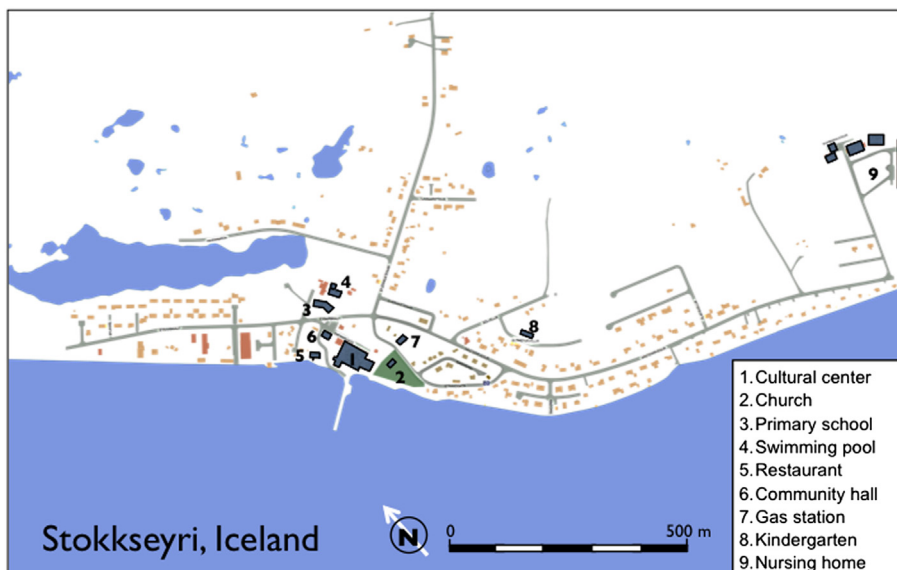 9
4
3
8
6
7
5
1
2
1. Cultural center
2. Church
3. Primary school
4. Swimming pool
5. Restaurant
6. Community hall
7. Gas station
8. Kindergarten
9. Nursing home
Stokkseyri, Iceland
N
0 500 m